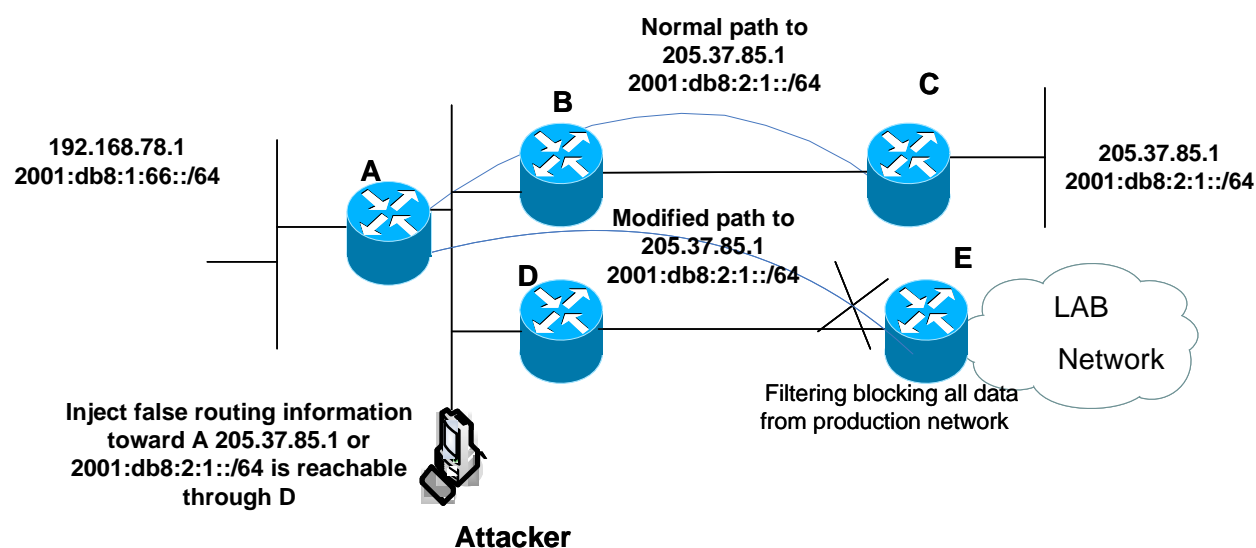 Normal path to
205.37.85.1
2001:db8:2:1::/64
B
C
192.168.78.1
2001:db8:1:66::/64
A
205.37.85.1
2001:db8:2:1::/64
Modified path to
205.37.85.1
2001:db8:2:1::/64
D
E
LAB
Network
Filtering blocking all data
from production network
Inject false routing information
toward A 205.37.85.1 or
2001:db8:2:1::/64 is reachable
through D
Attacker